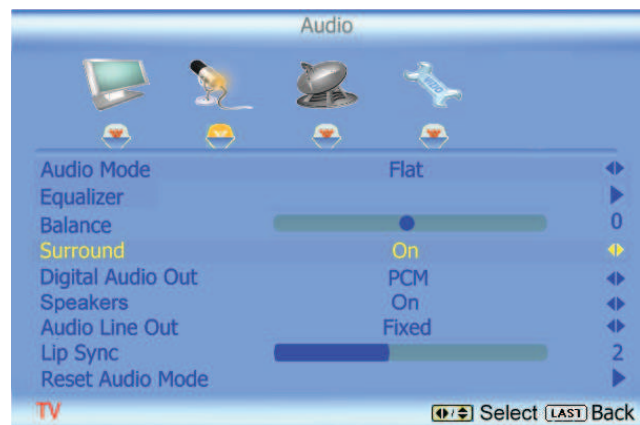 Audio
Audio Mode Flat
Equalizer
Balance 0
Surround On
Digital Audio Out PCM
Speakers On
Audio Line Out Fixed
Lip Sync 2
Reset Audio Mode
TV Select LAST Back